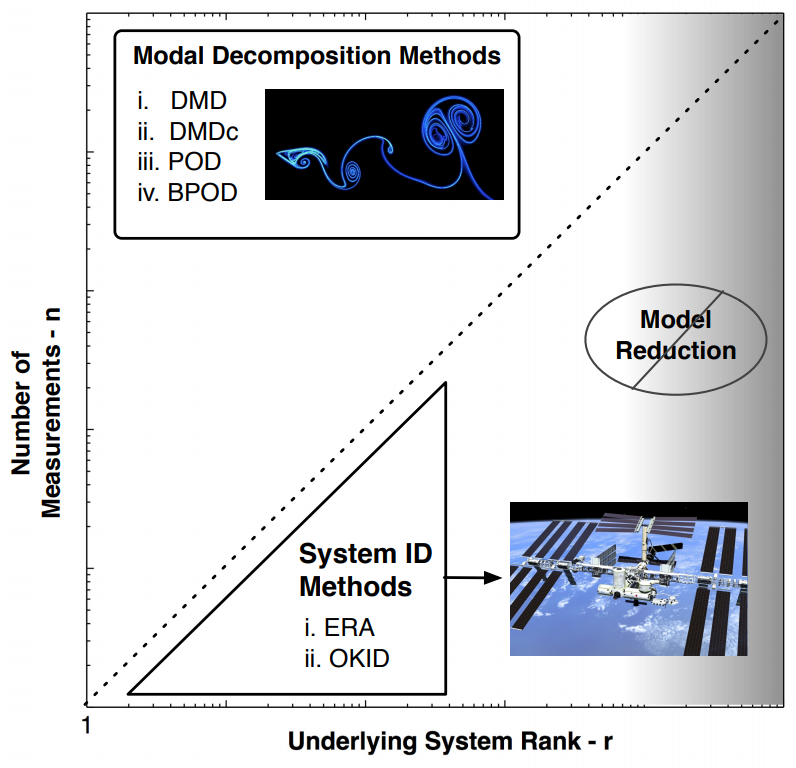 Modal Decomposition Methods
i. DMD
ii. DMDc
iii. POD
iv. BPOD
Number of
Measurements - n
Model
Reduction
System ID
Methods
i. ERA
ii. OKID
1
Underlying System Rank - r